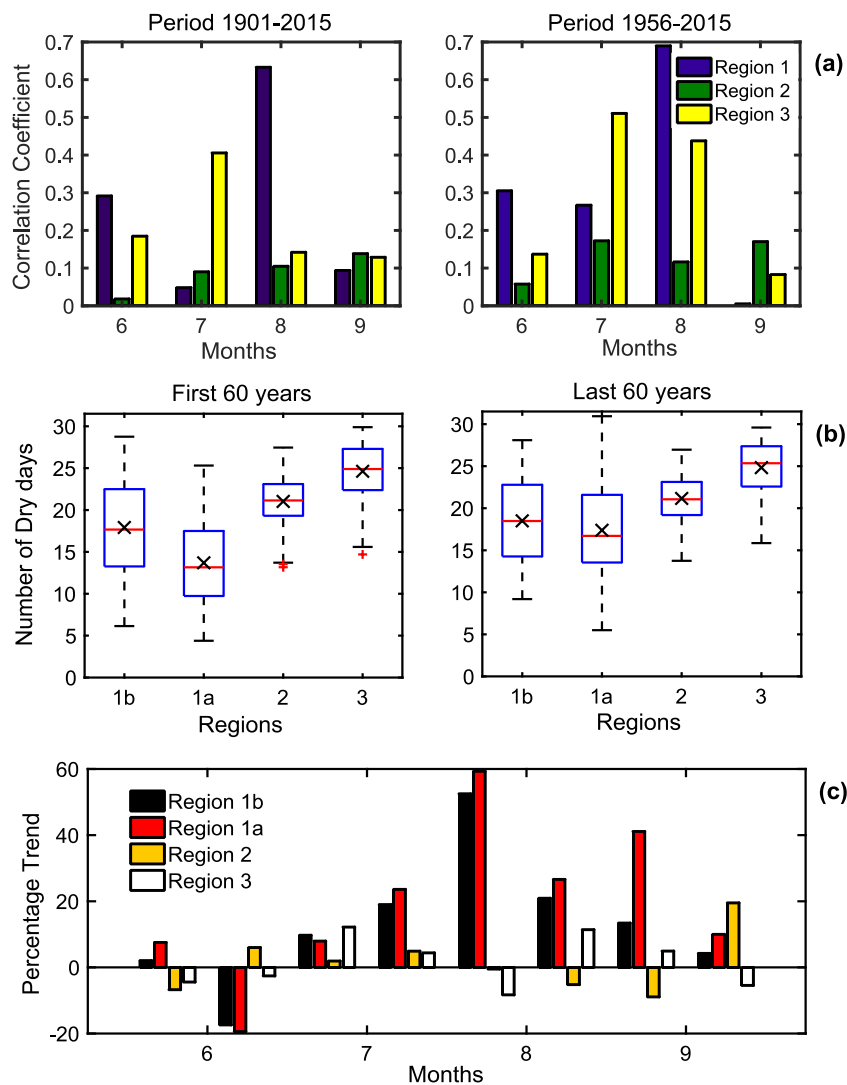 Period 1901-2015
Period 1956-2015
(a)
0.7
0.6
0.5
0.4
0.3
0.2
0.1
0
Correlation Coefficient
6 7 8 9
Months
0.7
0.6
0.5
0.4
0.3
0.2
0.1
0
Region 1
Region 2
Region 3
6 7 8 9
Months
First 60 years
Last 60 years
(b)
30
25
20
15
10
5
0
Number of Dry days
1b 1a 2 3
Regions
30
25
20
15
10
5
0
1b 1a 2 3
Regions
(c)
60
40
20
0
-20
Percentage Trend
Region 1b
Region 1a
Region 2
Region 3
6 7 8 9
Months